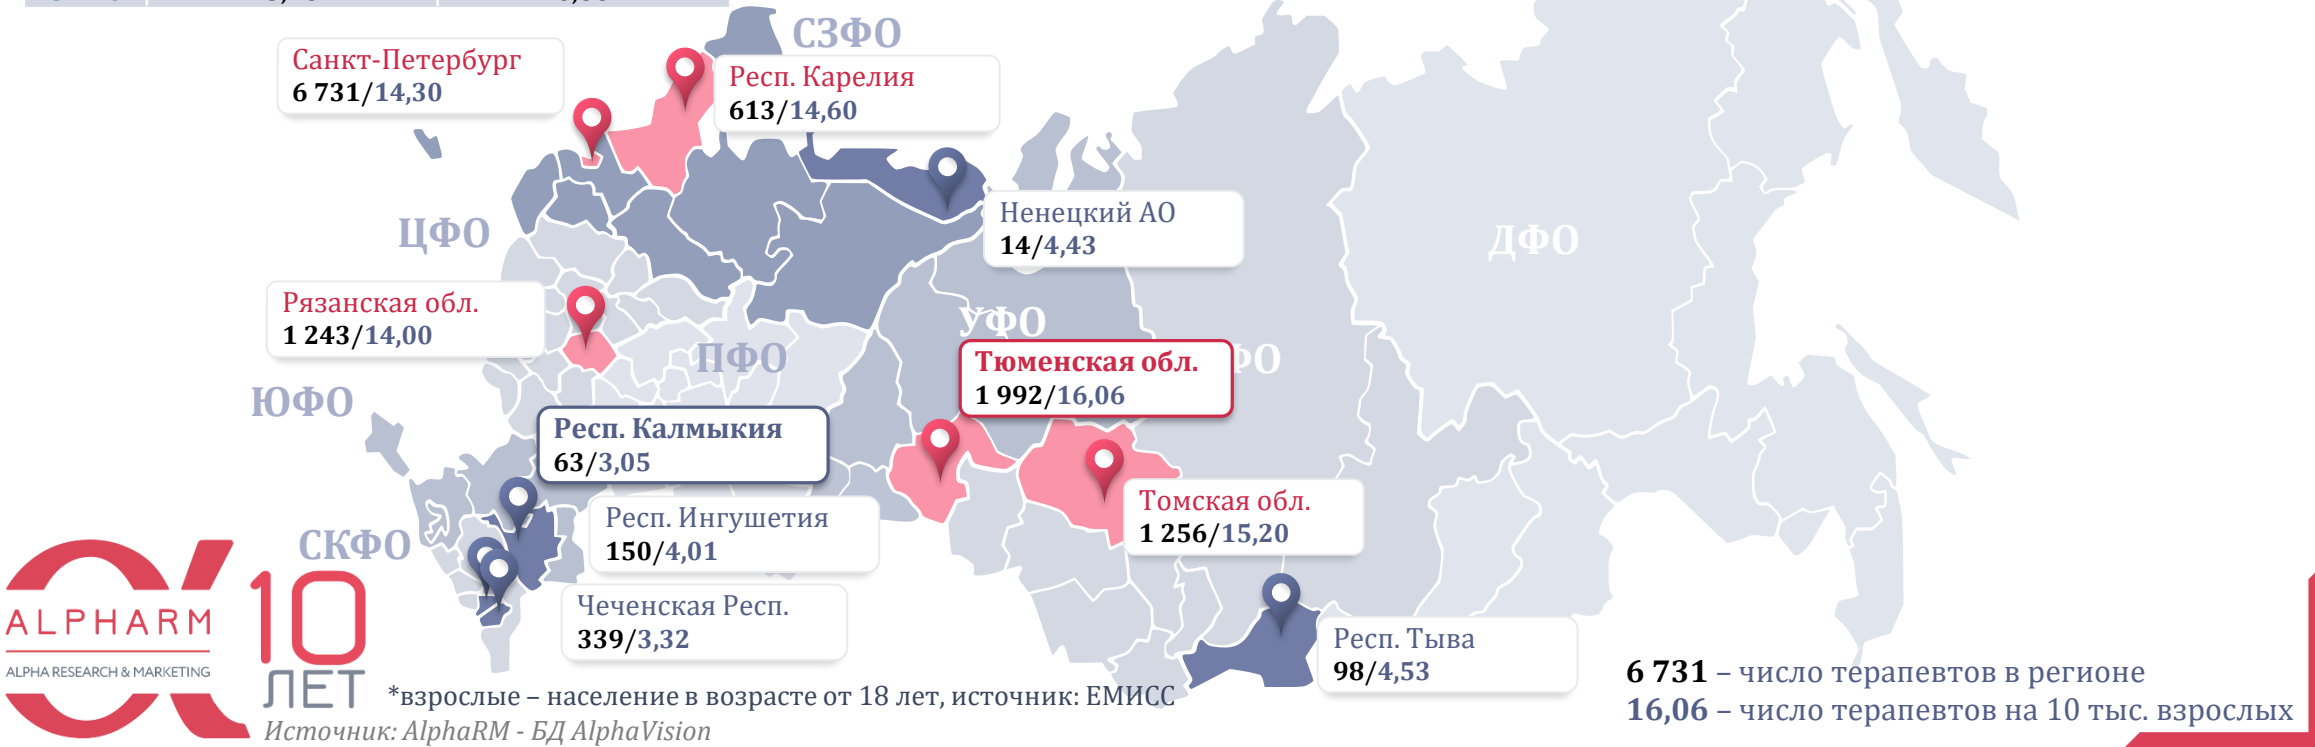 СЗФО
Санкт-Петербург
6 731/14,30
Респ. Карелия
613/14,60
Ненецкий АО
14/4,43
ЦФО
ДФО
Рязанская обл.
1 243/14,00
УФО
ПФО
Тюменская обл.
1 992/16,06
ЮФО
Респ. Калмыкия
63/3,05
Томская обл.
1 256/15,20
Респ. Ингушетия
150/4,01
СКФО
Чеченская Респ.
339/3,32
Респ. Тыва
98/4,53
ALPHARM
ALPHA RESEARCH & MARKETING
10
ЛЕТ
*взрослые – население в возрасте от 18 лет, источник: ЕМИСС
Источник: AlphaRM - БД AlphaVision
6 731 – число терапевтов в регионе
16,06 – число терапевтов на 10 тыс. взрослых